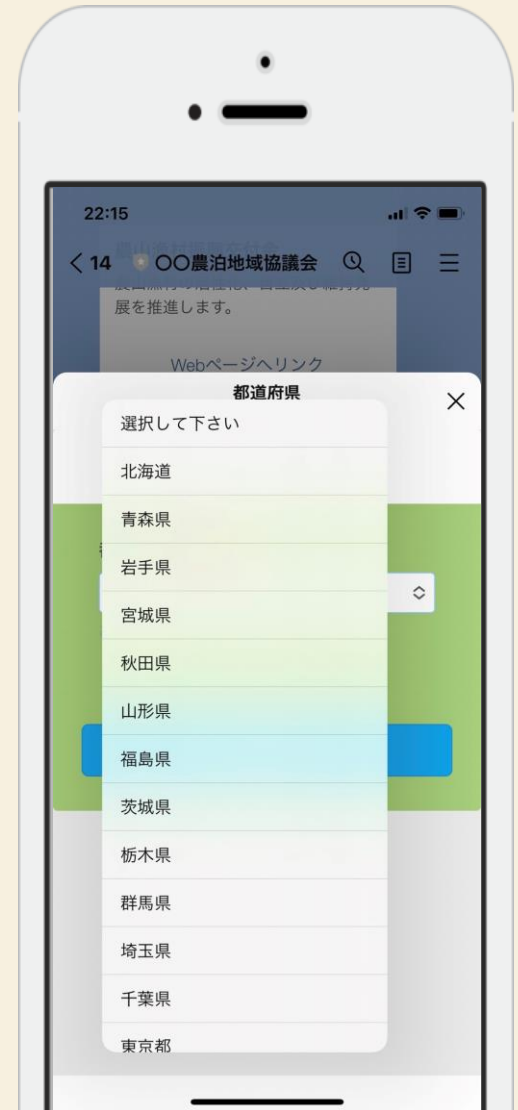 22:15
14 〇〇農泊地域協議会
展を推進します。
Webページへリンク
都道府県
選択して下さい
北海道
青森県
岩手県
宮城県
秋田県
山形県
福島県
茨城県
栃木県
群馬県
埼玉県
千葉県
東京都